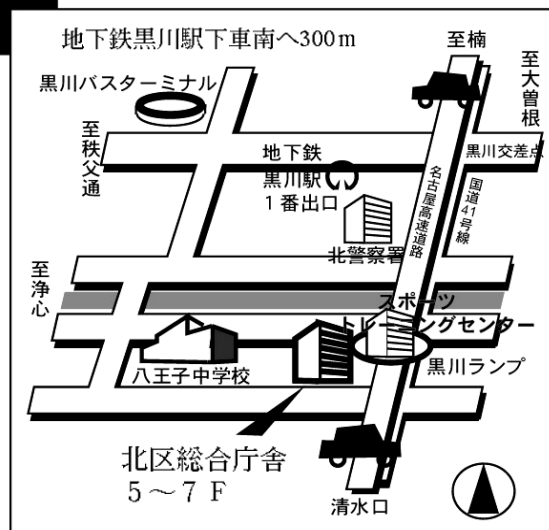 地下鉄黒川駅下車南へ300m
至楠
至大曽根
黒川バスターミナル
至秩父通
地下鉄
黒川駅
1番出口
黒川交差点
名古屋高速道路
国道41号線
北警察署
至浄心
スポーツ
トレーニングセンター
黒川ランプ
八王子中学校
北区総合庁舎
5～7 F
清水口